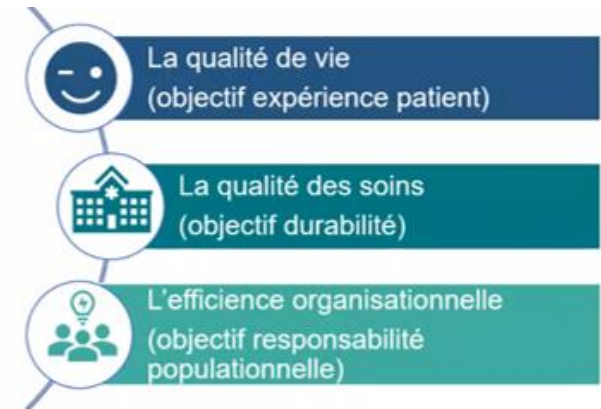 La qualité de vie
(objectif expérience patient)
La qualité des soins
(objectif durabilité)
L'efficience organisationnelle
(objectif responsabilité
populationnelle)